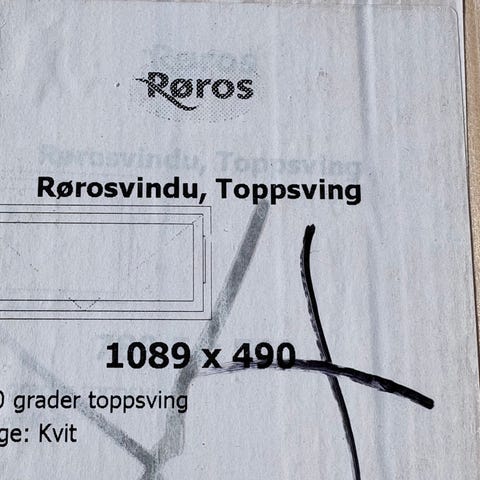 Røros
Rørosvindu, Toppsving
1089 x 490
grader toppsving
Kvit